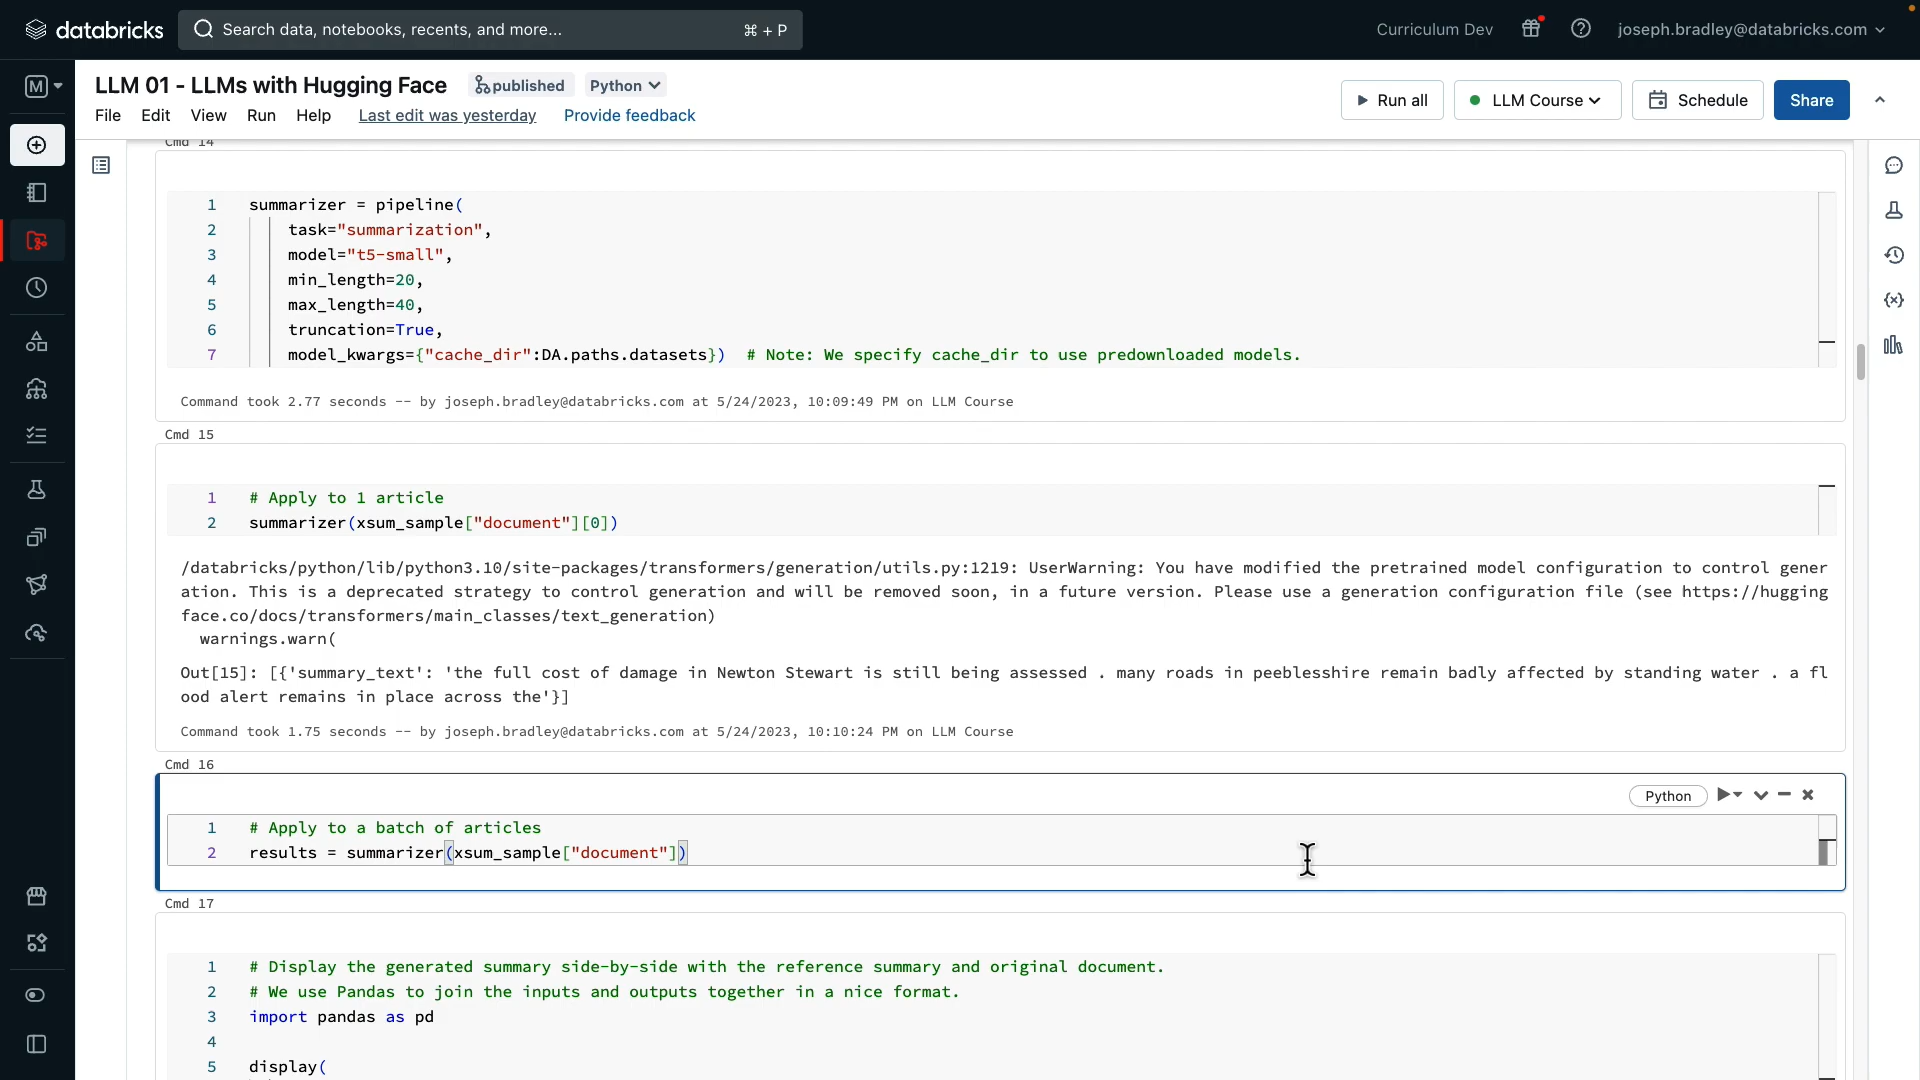 databricks
Search data, notebooks, recents, and more...
⌘ + P
Curriculum Dev
joseph.bradley@databricks.com
M
LLM 01 - LLMs with Hugging Face
published
Python
File Edit View Run Help Last edit was yesterday Provide feedback
Run all
LLM Course
Schedule
Share
Cmd 14
1 summarizer = pipeline(
2 task="summarization",
3 model="t5-small",
4 min_length=20,
5 max_length=40,
6 truncation=True,
7 model_kwargs={"cache_dir":DA.paths.datasets})  # Note: We specify cache_dir to use predownloaded models.
Command took 2.77 seconds -- by joseph.bradley@databricks.com at 5/24/2023, 10:09:49 PM on LLM Course
Cmd 15
1 # Apply to 1 article
2 summarizer(xsum_sample["document"][0])
/databricks/python/lib/python3.10/site-packages/transformers/generation/utils.py:1219: UserWarning: You have modified the pretrained model configuration to control gener
ation. This is a deprecated strategy to control generation and will be removed soon, in a future version. Please use a generation configuration file (see https://hugging
face.co/docs/transformers/main_classes/text_generation)
warnings.warn(
Out[15]: [{'summary_text': 'the full cost of damage in Newton Stewart is still being assessed . many roads in peeblesshire remain badly affected by standing water . a fl
ood alert remains in place across the'}]
Command took 1.75 seconds -- by joseph.bradley@databricks.com at 5/24/2023, 10:10:24 PM on LLM Course
Cmd 16
Python
1 # Apply to a batch of articles
2 results = summarizer(xsum_sample["document"])
Cmd 17
1 # Display the generated summary side-by-side with the reference summary and original document.
2 # We use Pandas to join the inputs and outputs together in a nice format.
3 import pandas as pd
4
5 display(